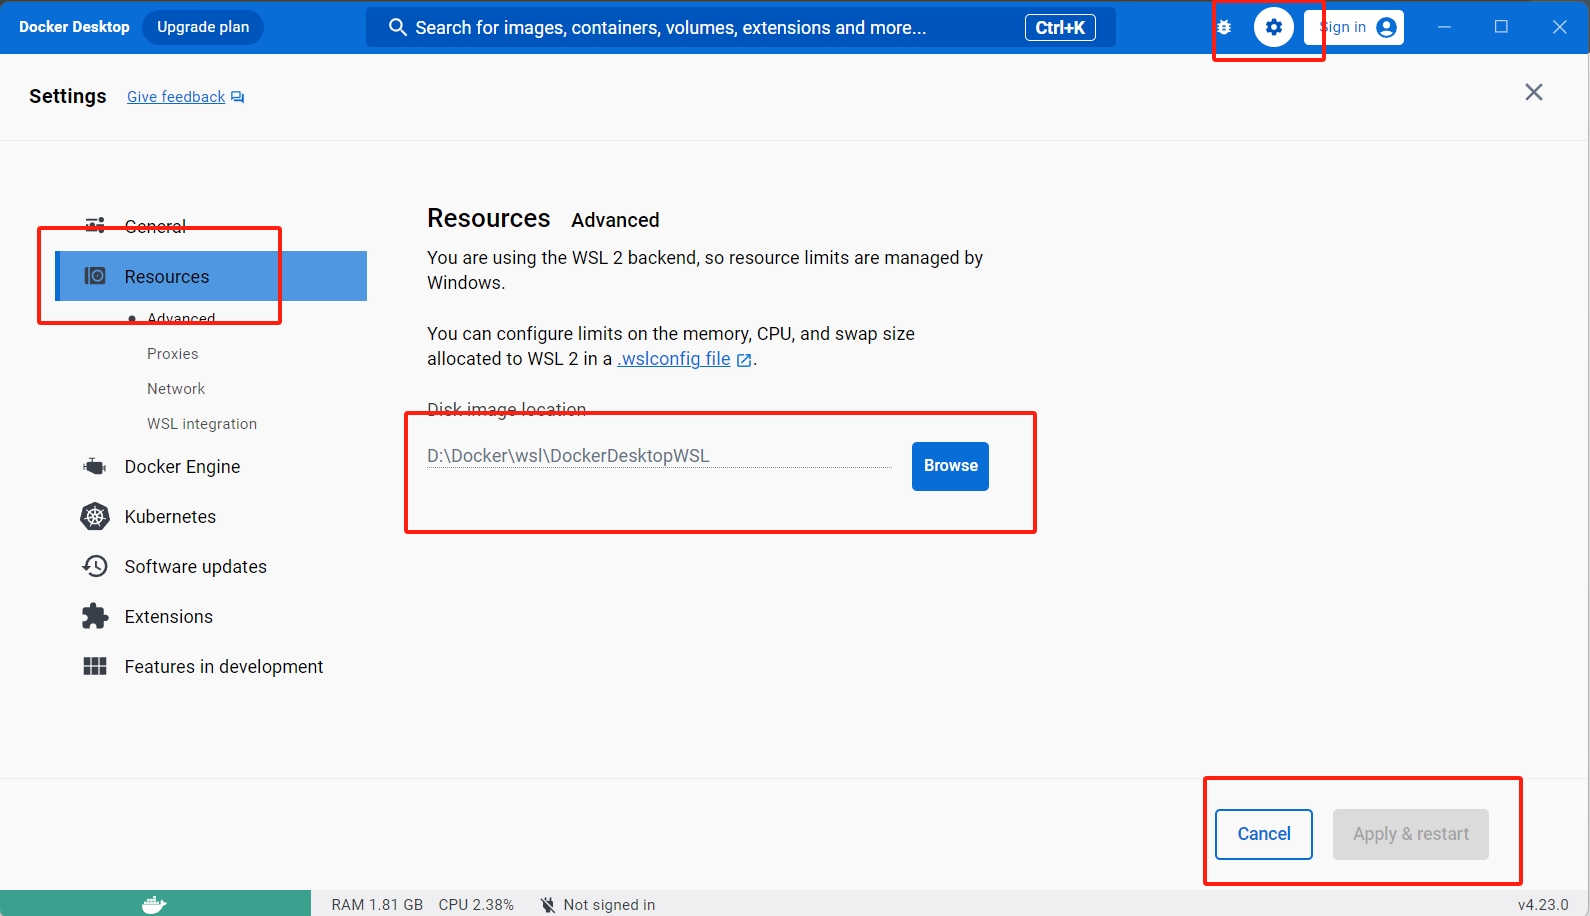 Docker Desktop Upgrade plan Search for images, containers, volumes, extensions and more... Ctrl+K Sign in
Settings Give feedback
General
Resources
Advanced
Proxies
Network
WSL integration
Docker Engine
Kubernetes
Software updates
Extensions
Features in development
Resources Advanced
You are using the WSL 2 backend, so resource limits are managed by
Windows.
You can configure limits on the memory, CPU, and swap size
allocated to WSL 2 in a .wslconfig file.
Disk image location
D:\Docker\wsl\DockerDesktopWSL Browse
Cancel Apply & restart
RAM 1.81 GB CPU 2.38% Not signed in v4.23.0